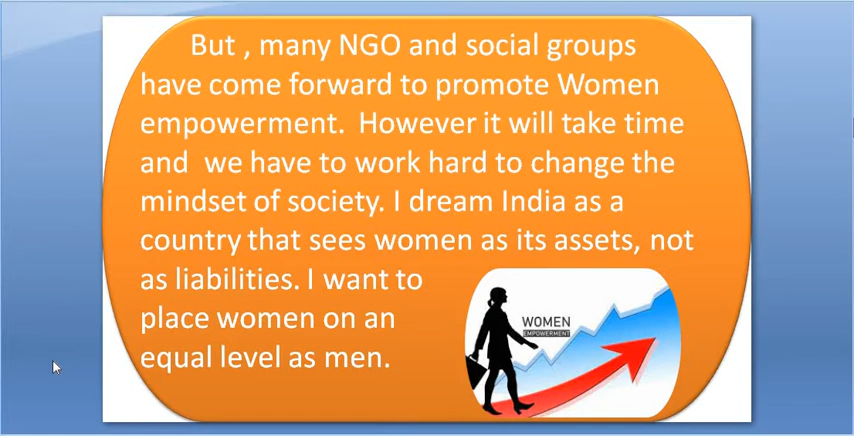 But , many NGO and social groups
have come forward to promote Women
empowerment.  However it will take time
and  we have to work hard to change the
mindset of society. I dream India as a
country that sees women as its assets, not
as liabilities. I want to
place women on an
equal level as men.
WOMEN
EMPOWERMENT